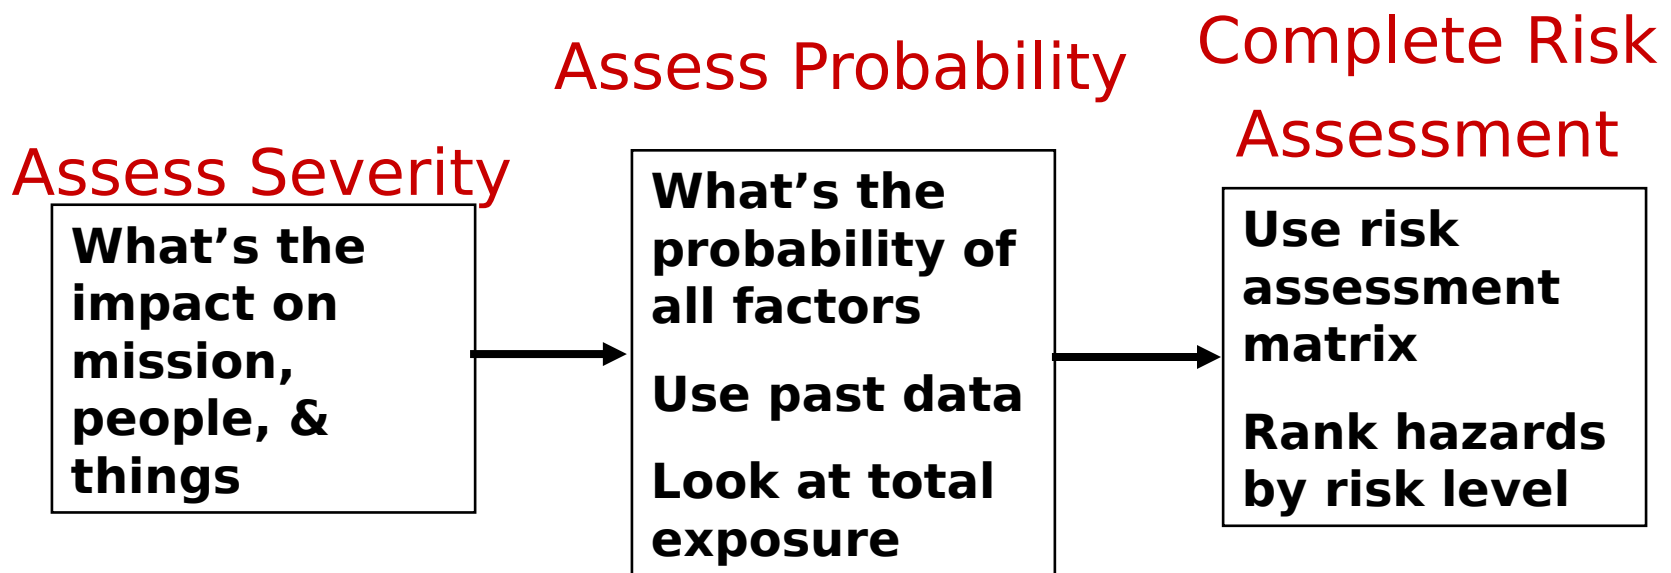 Assess Severity
What’s the
impact on
mission,
people, &
things
Assess Probability
What’s the
probability of
all factors
Use past data
Look at total
exposure
Complete Risk
Assessment
Use risk
assessment
matrix
Rank hazards
by risk level